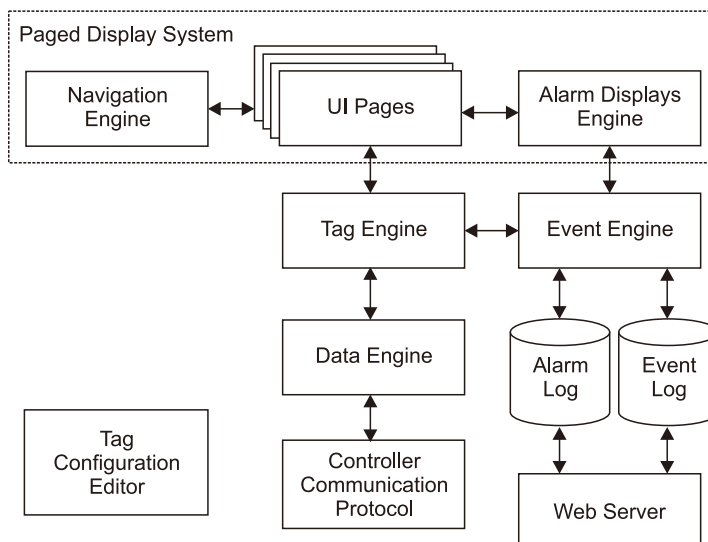 Paged Display System
Navigation
Engine
UI Pages
Alarm Displays
Engine
Tag Engine
Event Engine
Data Engine
Alarm
Log
Event
Log
Tag
Configuration
Editor
Controller
Communication
Protocol
Web Server